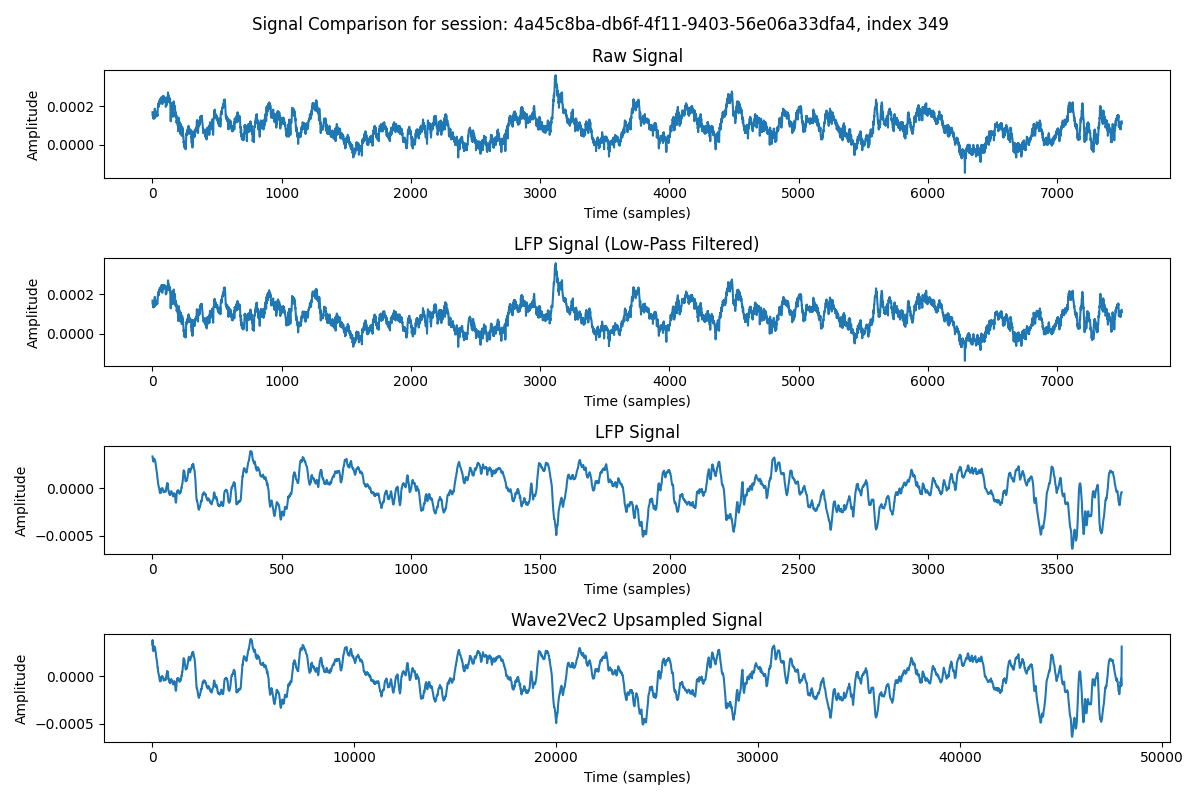 Signal Comparison for session: 4a45c8ba-db6f-4f11-9403-56e06a33dfa4, index 349
Raw Signal
Amplitude
0.0002
0.0000
0 1000 2000 3000 4000 5000 6000 7000
Time (samples)
LFP Signal (Low-Pass Filtered)
Amplitude
0.0002
0.0000
0 1000 2000 3000 4000 5000 6000 7000
Time (samples)
LFP Signal
Amplitude
0.0000
−0.0005
0 500 1000 1500 2000 2500 3000 3500
Time (samples)
Wave2Vec2 Upsampled Signal
Amplitude
0.0000
−0.0005
0 10000 20000 30000 40000 50000
Time (samples)